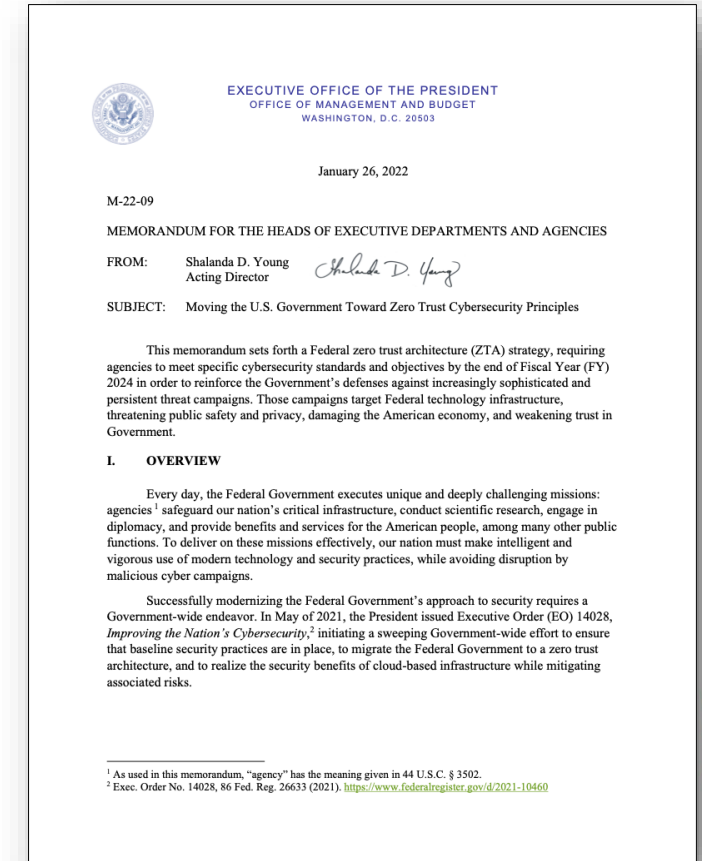 EXECUTIVE OFFICE OF THE PRESIDENT
OFFICE OF MANAGEMENT AND BUDGET
WASHINGTON, D.C. 20503
January 26, 2022
M-22-09
MEMORANDUM FOR THE HEADS OF EXECUTIVE DEPARTMENTS AND AGENCIES
FROM: Shalanda D. Young Shalanda D. Young
Acting Director
SUBJECT: Moving the U.S. Government Toward Zero Trust Cybersecurity Principles
This memorandum sets forth a Federal zero trust architecture (ZTA) strategy, requiring
agencies to meet specific cybersecurity standards and objectives by the end of Fiscal Year (FY)
2024 in order to reinforce the Government’s defenses against increasingly sophisticated and
persistent threat campaigns. Those campaigns target Federal technology infrastructure,
threatening public safety and privacy, damaging the American economy, and weakening trust in
Government.
I. OVERVIEW
Every day, the Federal Government executes unique and deeply challenging missions:
agencies 1 safeguard our nation’s critical infrastructure, conduct scientific research, engage in
diplomacy, and provide benefits and services for the American people, among many other public
functions. To deliver on these missions effectively, our nation must make intelligent and
vigorous use of modern technology and security practices, while avoiding disruption by
malicious cyber campaigns.
Successfully modernizing the Federal Government’s approach to security requires a
Government-wide endeavor. In May of 2021, the President issued Executive Order (EO) 14028,
Improving the Nation’s Cybersecurity,2 initiating a sweeping Government-wide effort to ensure
that baseline security practices are in place, to migrate the Federal Government to a zero trust
architecture, and to realize the security benefits of cloud-based infrastructure while mitigating
associated risks.
1 As used in this memorandum, “agency” has the meaning given in 44 U.S.C. § 3502.
2 Exec. Order No. 14028, 86 Fed. Reg. 26633 (2021). https://www.federalregister.gov/d/2021-10460